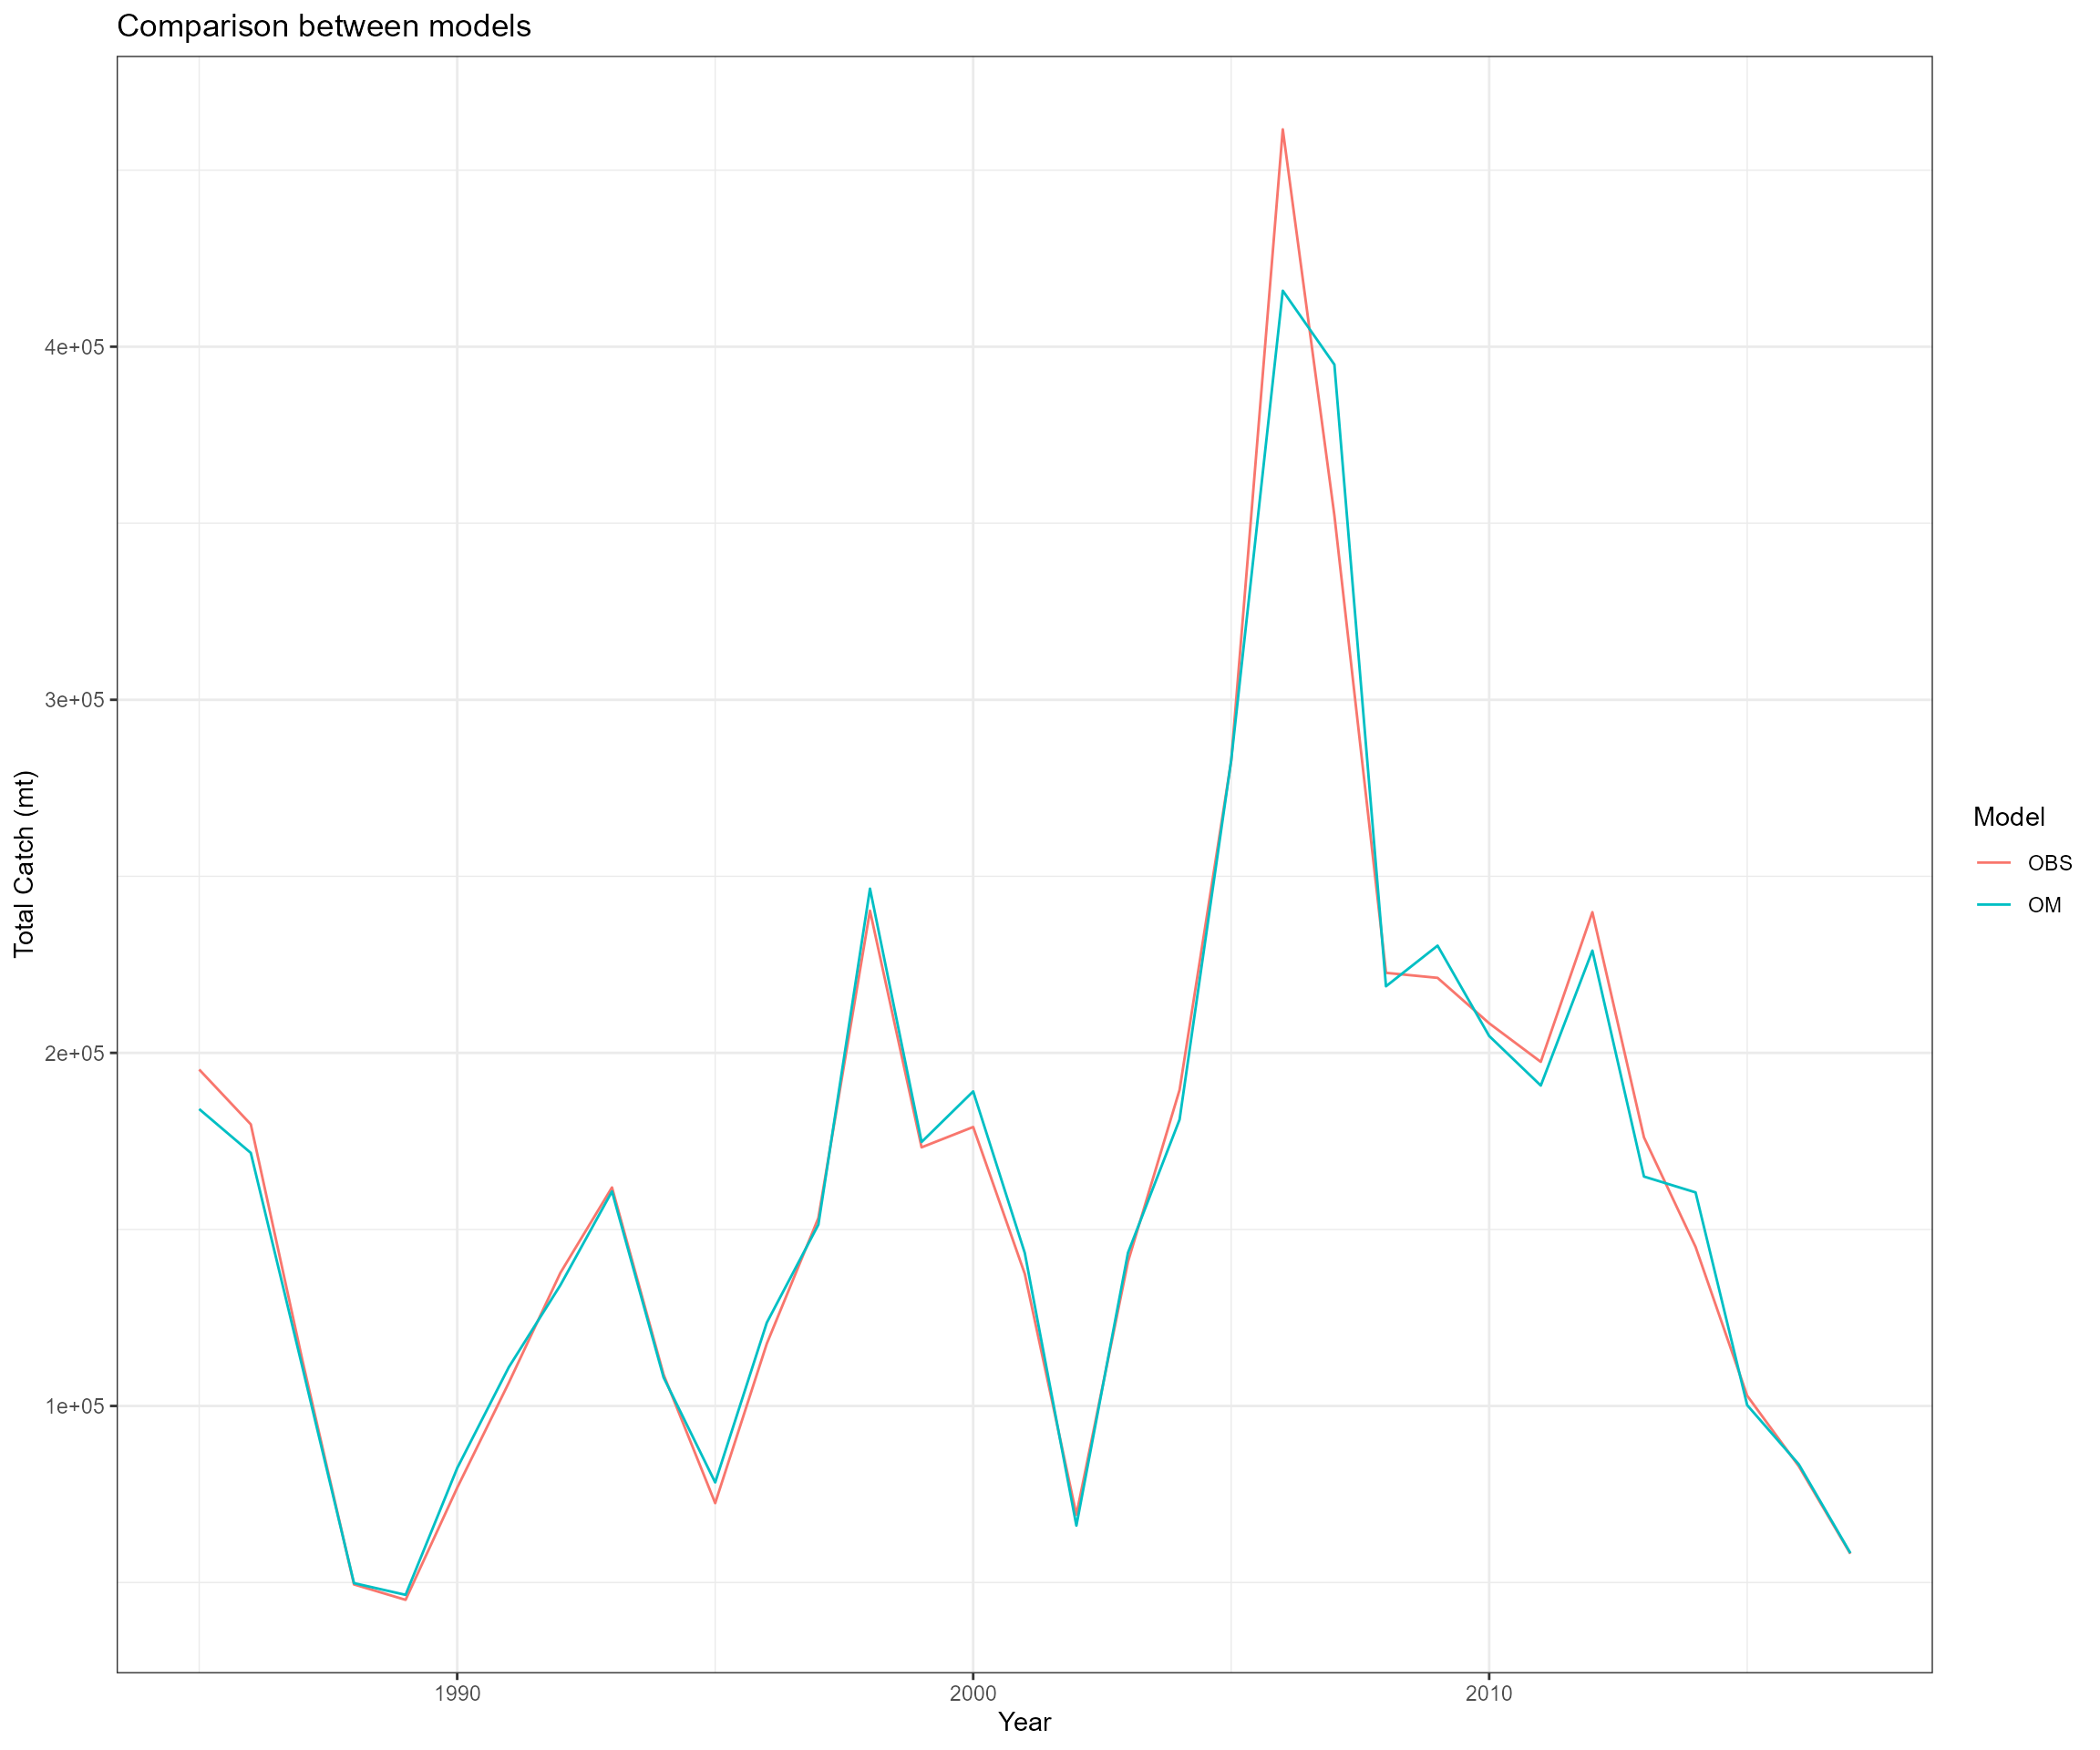 Comparison between models
Total Catch (mt)
4e+05
3e+05
2e+05
1e+05
1990
2000
2010
Year
Model
OBS
OM